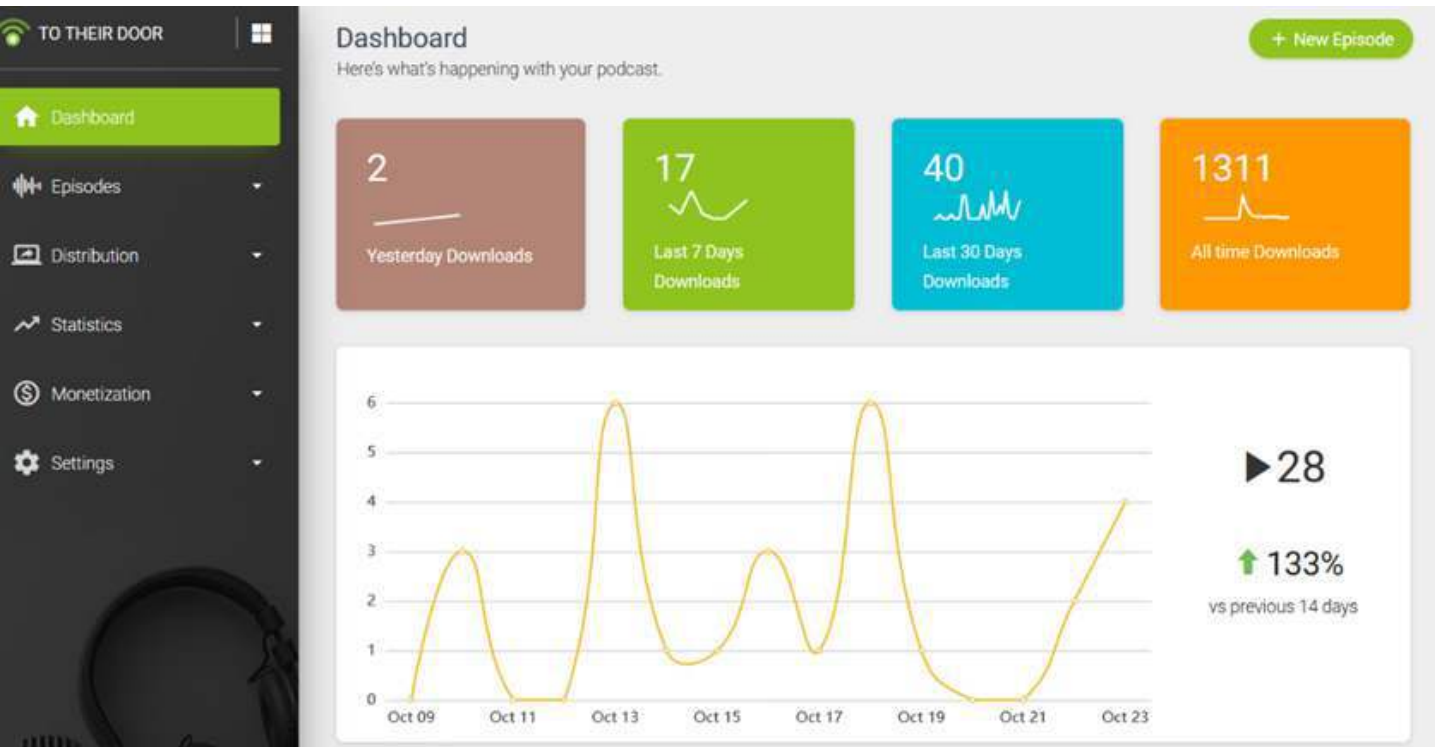 TO THEIR DOOR
Dashboard
Episodes
Distribution
Statistics
Monetization
Settings
Dashboard
Here's what's happening with your podcast.
+ New Episode
2
Yesterday Downloads
17
Last 7 Days
Downloads
40
Last 30 Days
Downloads
1311
All time Downloads
6
5
4
3
2
1
0
Oct 09 Oct 11 Oct 13 Oct 15 Oct 17 Oct 19 Oct 21 Oct 23
28
133%
vs previous 14 days